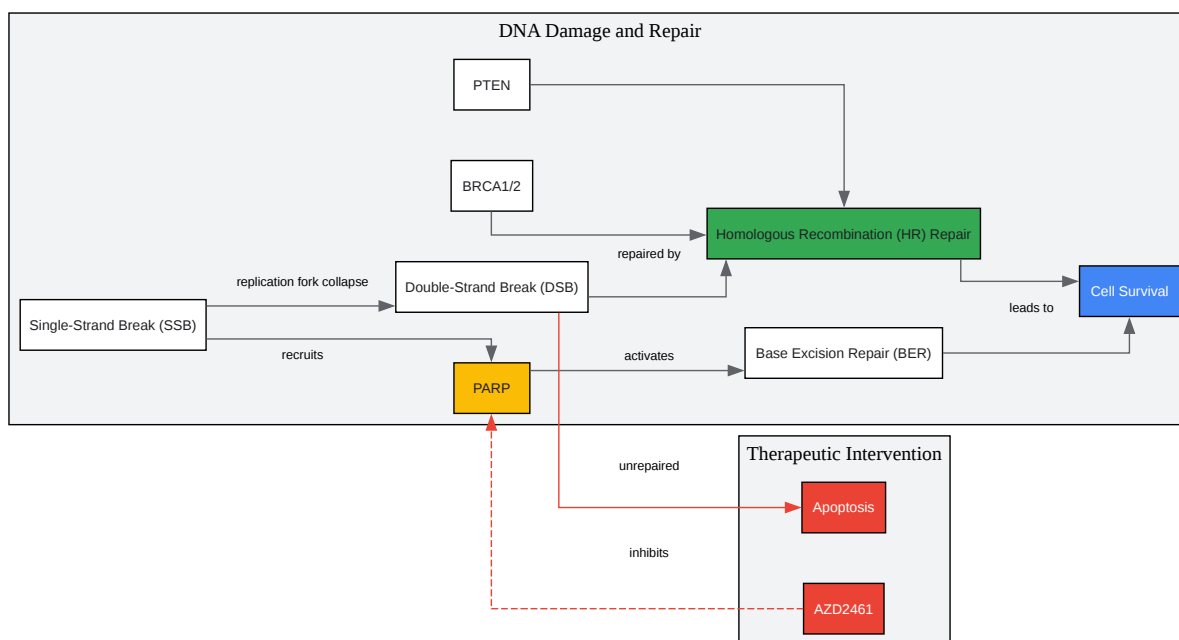 DNA Damage and Repair
PTEN
BRCA1/2
Homologous Recombination (HR) Repair
repaired by
replication fork collapse
Double-Strand Break (DSB)
Cell Survival
Single-Strand Break (SSB)
leads to
recruits
activates
Base Excision Repair (BER)
PARP
Therapeutic Intervention
unrepaired
Apoptosis
inhibits
AZD2461